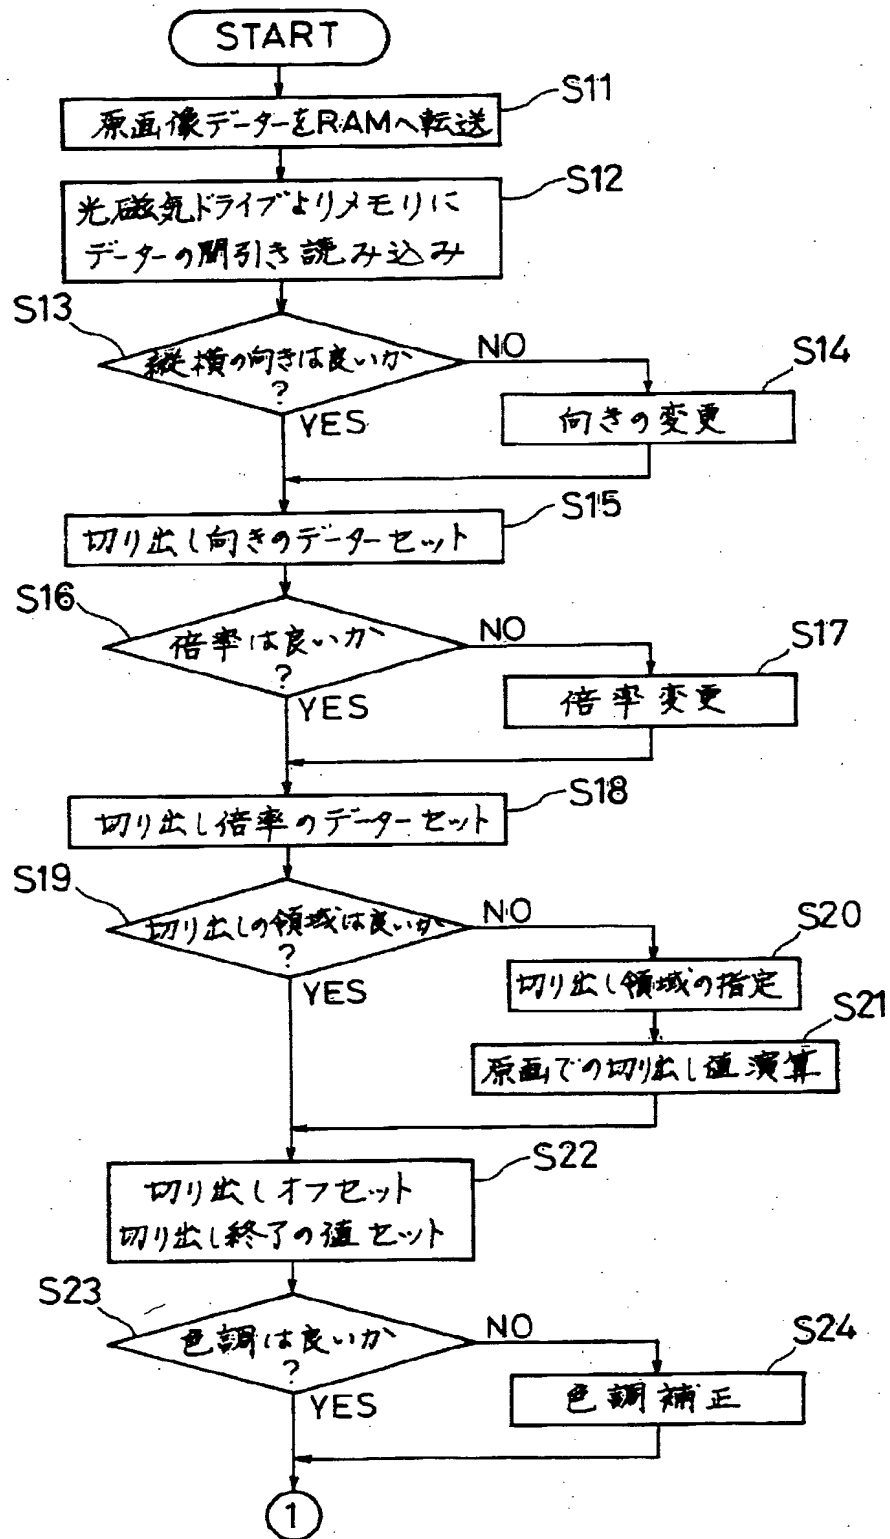 START
S11
原画像データーをRAMへ転送
S12
光磁気ドライブよりメモリに
データーの間引き読み込み
S13
縦横の向きは良いか
?
NO
YES
S14
向きの変更
S15
切り出し向きのデーターセット
S16
倍率は良いか
?
NO
YES
S17
倍率変更
S18
切り出し倍率のデーターセット
S19
切り出しの領域は良いか
?
NO
YES
S20
切り出し領域の指定
S21
原画での切り出し値演算
S22
切り出しオフセット
切り出し終了の値セット
S23
色調は良いか
?
NO
YES
S24
色調補正
1